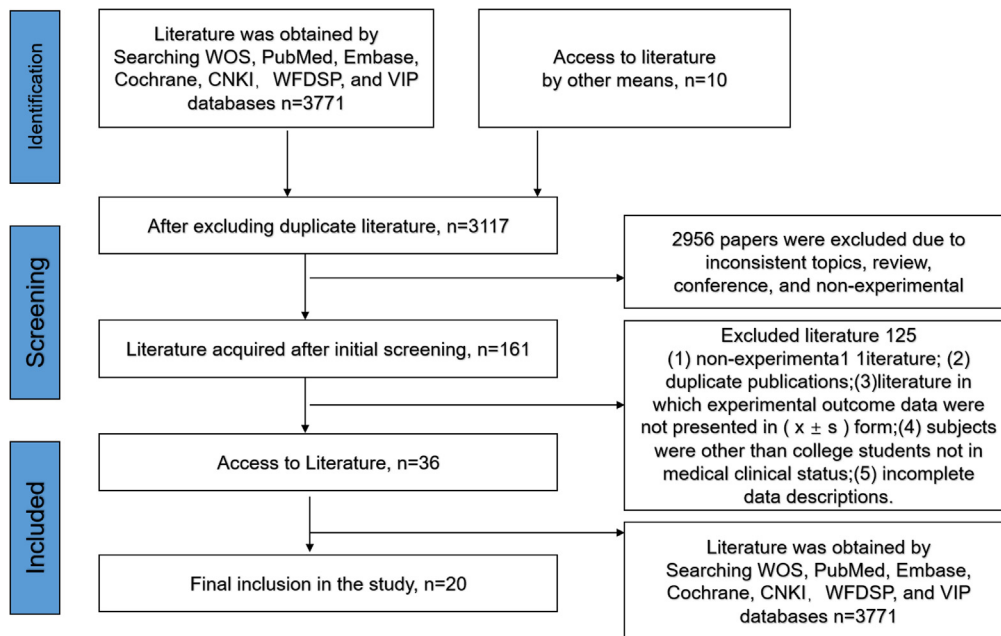 Identification
Literature was obtained by
Searching WOS, PubMed, Embase,
Cochrane, CNKI, WFDSP, and VIP
databases n=3771
Access to literature
by other means, n=10
After excluding duplicate literature, n=3117
Screening
2956 papers were excluded due to
inconsistent topics, review,
conference, and non-experimental
Literature acquired after initial screening, n=161
Excluded literature 125
(1) non-experimenta1 1iterature; (2)
duplicate publications;(3)literature in
which experimental outcome data were
not presented in ( x ± s ) form;(4) subjects
were other than college students not in
medical clinical status;(5) incomplete
data descriptions.
Included
Access to Literature, n=36
Literature was obtained by
Searching WOS, PubMed, Embase,
Cochrane, CNKI, WFDSP, and VIP
databases n=3771
Final inclusion in the study, n=20